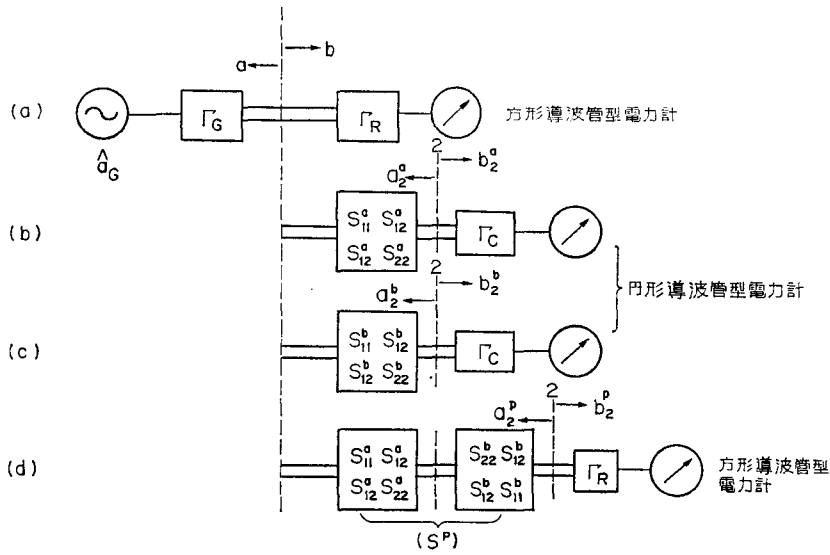 a b
(a) Γ_G Γ_R 方形導波管型電力計
â_G
2
a₂ᵃ b₂ᵃ
(b) S₁₁ᵃ S₁₂ᵃ Γ_C
S₁₂ᵃ S₂₂ᵃ
2
a₂ᵇ b₂ᵇ
円形導波管型電力計
(c) S₁₁ᵇ S₁₂ᵇ Γ_C
S₁₂ᵇ S₂₂ᵇ
2
a₂ᵖ b₂ᵖ
(d) S₁₁ᵃ S₁₂ᵃ S₂₂ᵇ S₁₂ᵇ Γ_R 方形導波管型
S₁₂ᵃ S₂₂ᵃ S₁₂ᵇ S₁₁ᵇ 電力計
(Sᵖ)